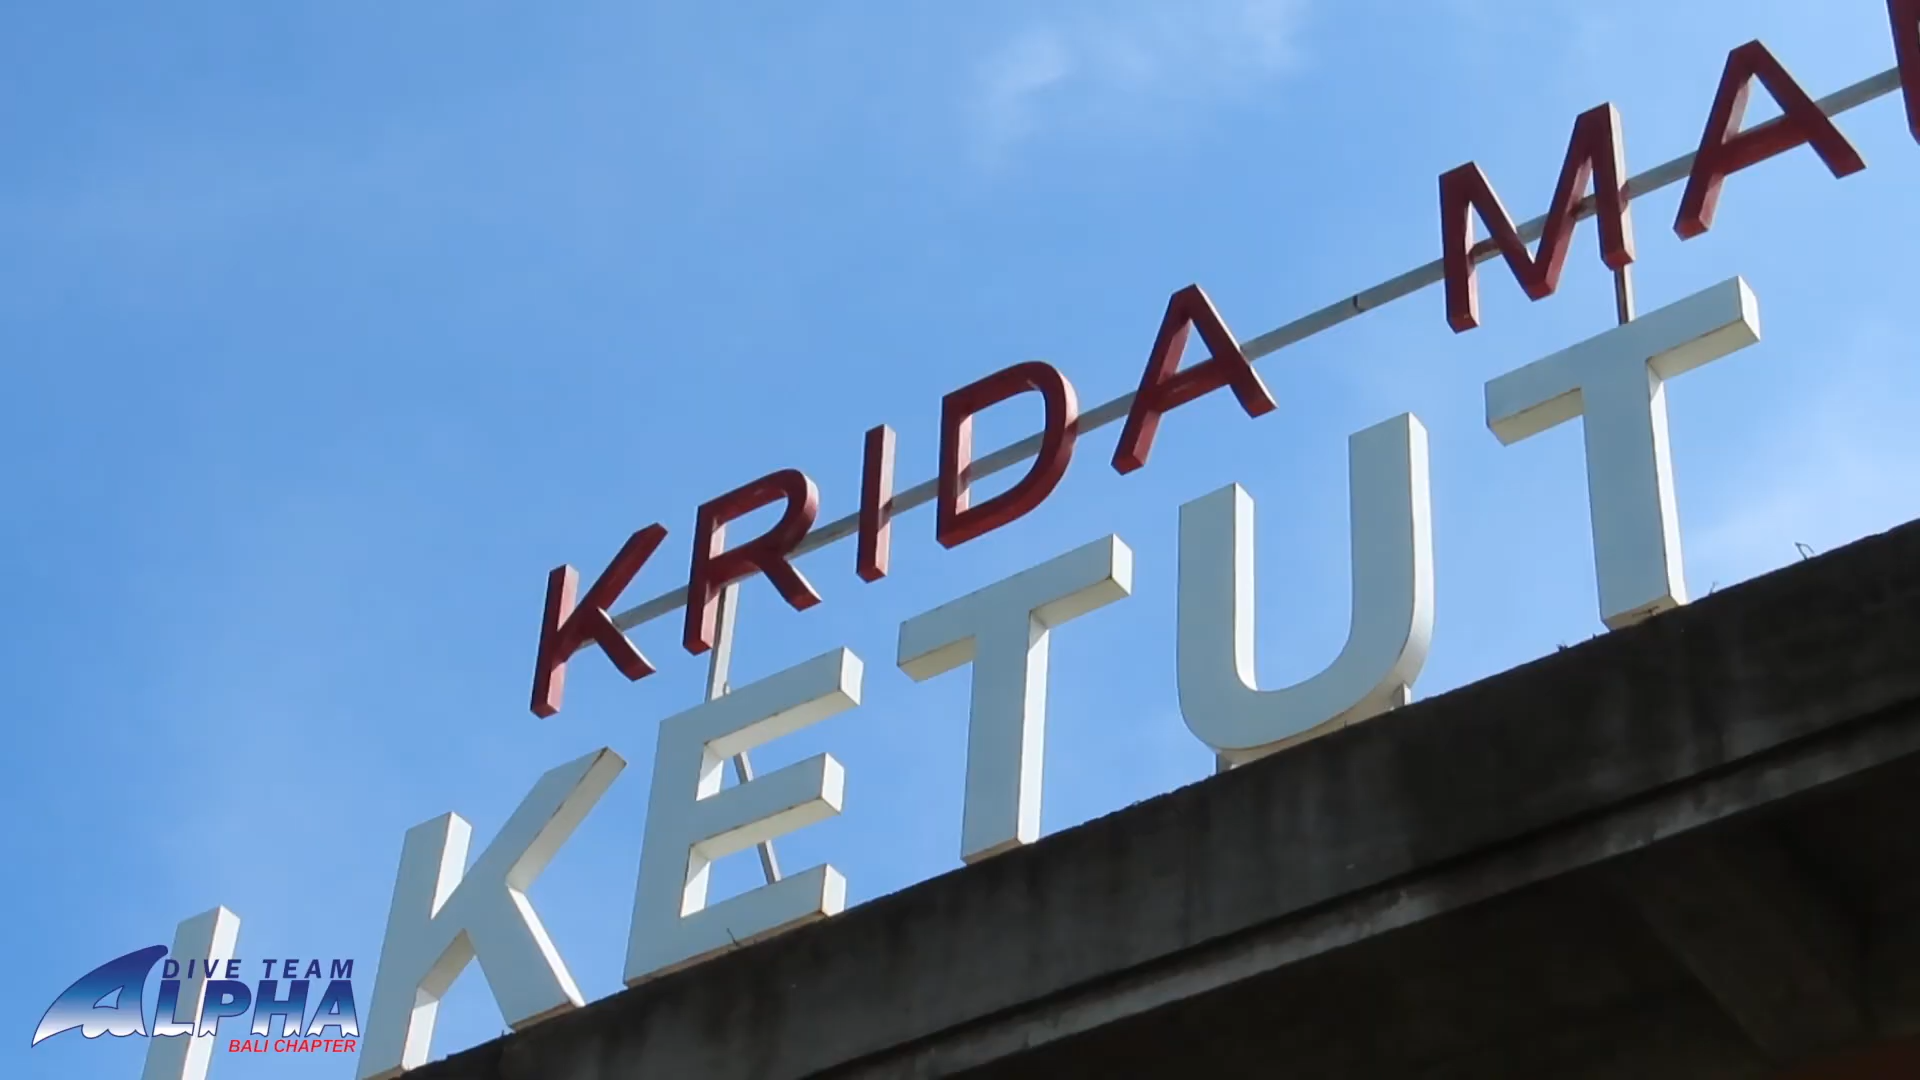 KRIDA MA
I KETUT
DIVE TEAM
ALPHA
BALI CHAPTER